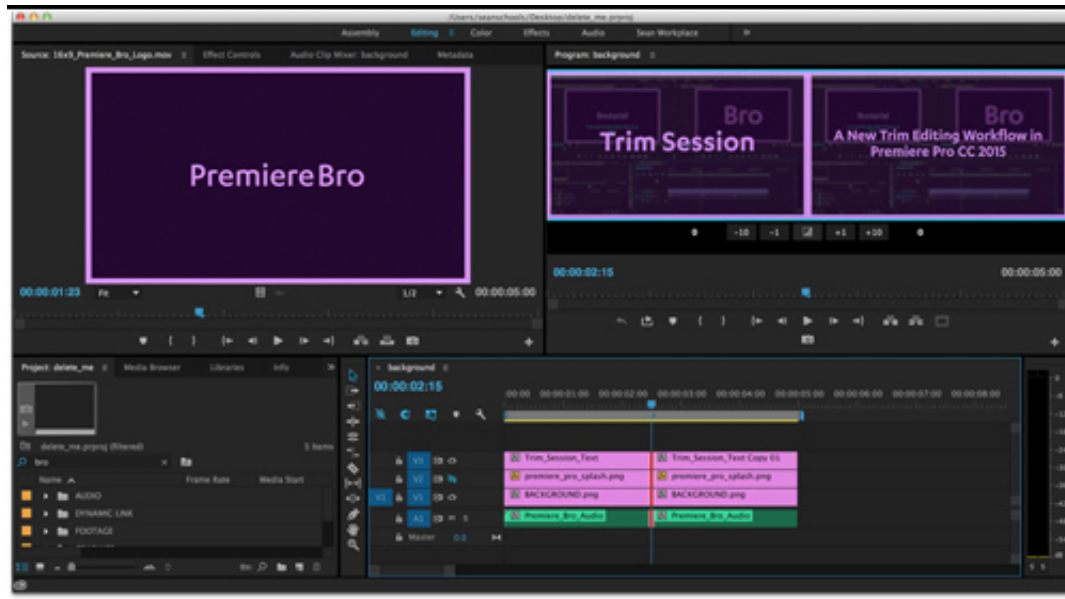 /Users/seanschools/Desktop/delete_me.prproj
Assembly Editing Color Effects Audio Sean Workplace
Source: 16x9_Premiere_Bro_Logo.mov Effect Controls Audio Clip Mixer: background Metadata
Program: background
PremiereBro
Bro
Trim Session
Bro
A New Trim Editing Workflow in
Premiere Pro CC 2015
0 -10 -1 +1 +10 0
00:00:01:23 Fit 1/2 00:00:05:00
00:00:02:15 00:00:05:00
Project: delete_me Media Browser Libraries Info
delete_me.prproj (filtered) 5 Items
bro
Name Frame Rate Media Start
AUDIO
DYNAMIC LINK
FOOTAGE
background
00:00:02:15
:00:00 00:00:01:00 00:00:02:00 00:00:03:00 00:00:04:00 00:00:05:00 00:00:06:00 00:00:07:00 00:00:08:00
V3 Trim_Session_Text Trim_Session_Text Copy 01
V2 premiere_pro_splash.png premiere_pro_splash.png
V1 V1 BACKGROUND.png BACKGROUND.png
A1 M S Premiere_Bro_Audio Premiere_Bro_Audio
Master 0.0
S S